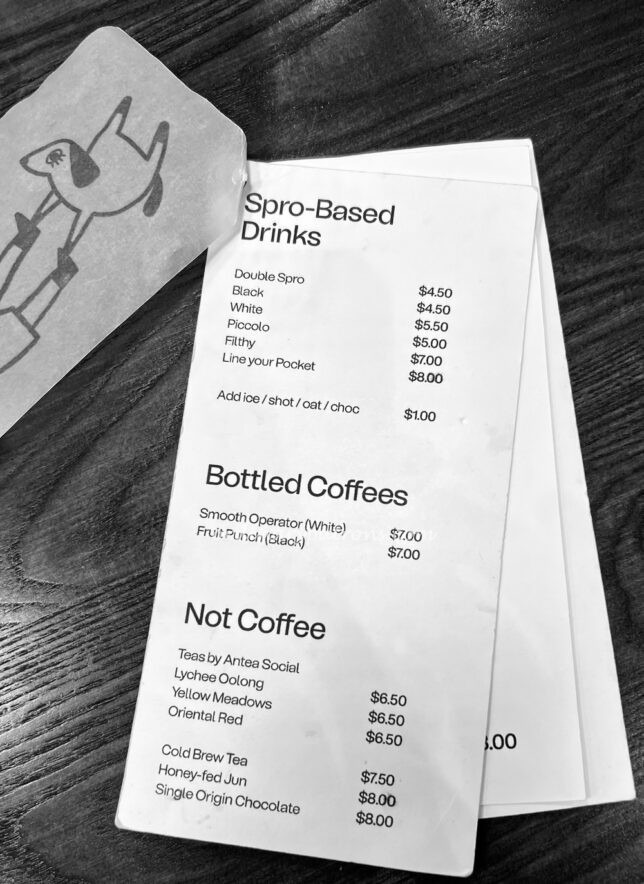 Spro-Based
Drinks
Double Spro $4.50
Black $4.50
White $5.50
Piccolo $5.00
Filthy $7.00
Line your Pocket $8.00
Add ice / shot / oat / choc $1.00
Bottled Coffees
Smooth Operator (White) $7.00
Fruit Punch (Black) $7.00
Not Coffee
Teas by Antea Social
Lychee Oolong $6.50
Yellow Meadows $6.50
Oriental Red $6.50
Cold Brew Tea $7.50
Honey-fed Jun $8.00
Single Origin Chocolate $8.00
.00